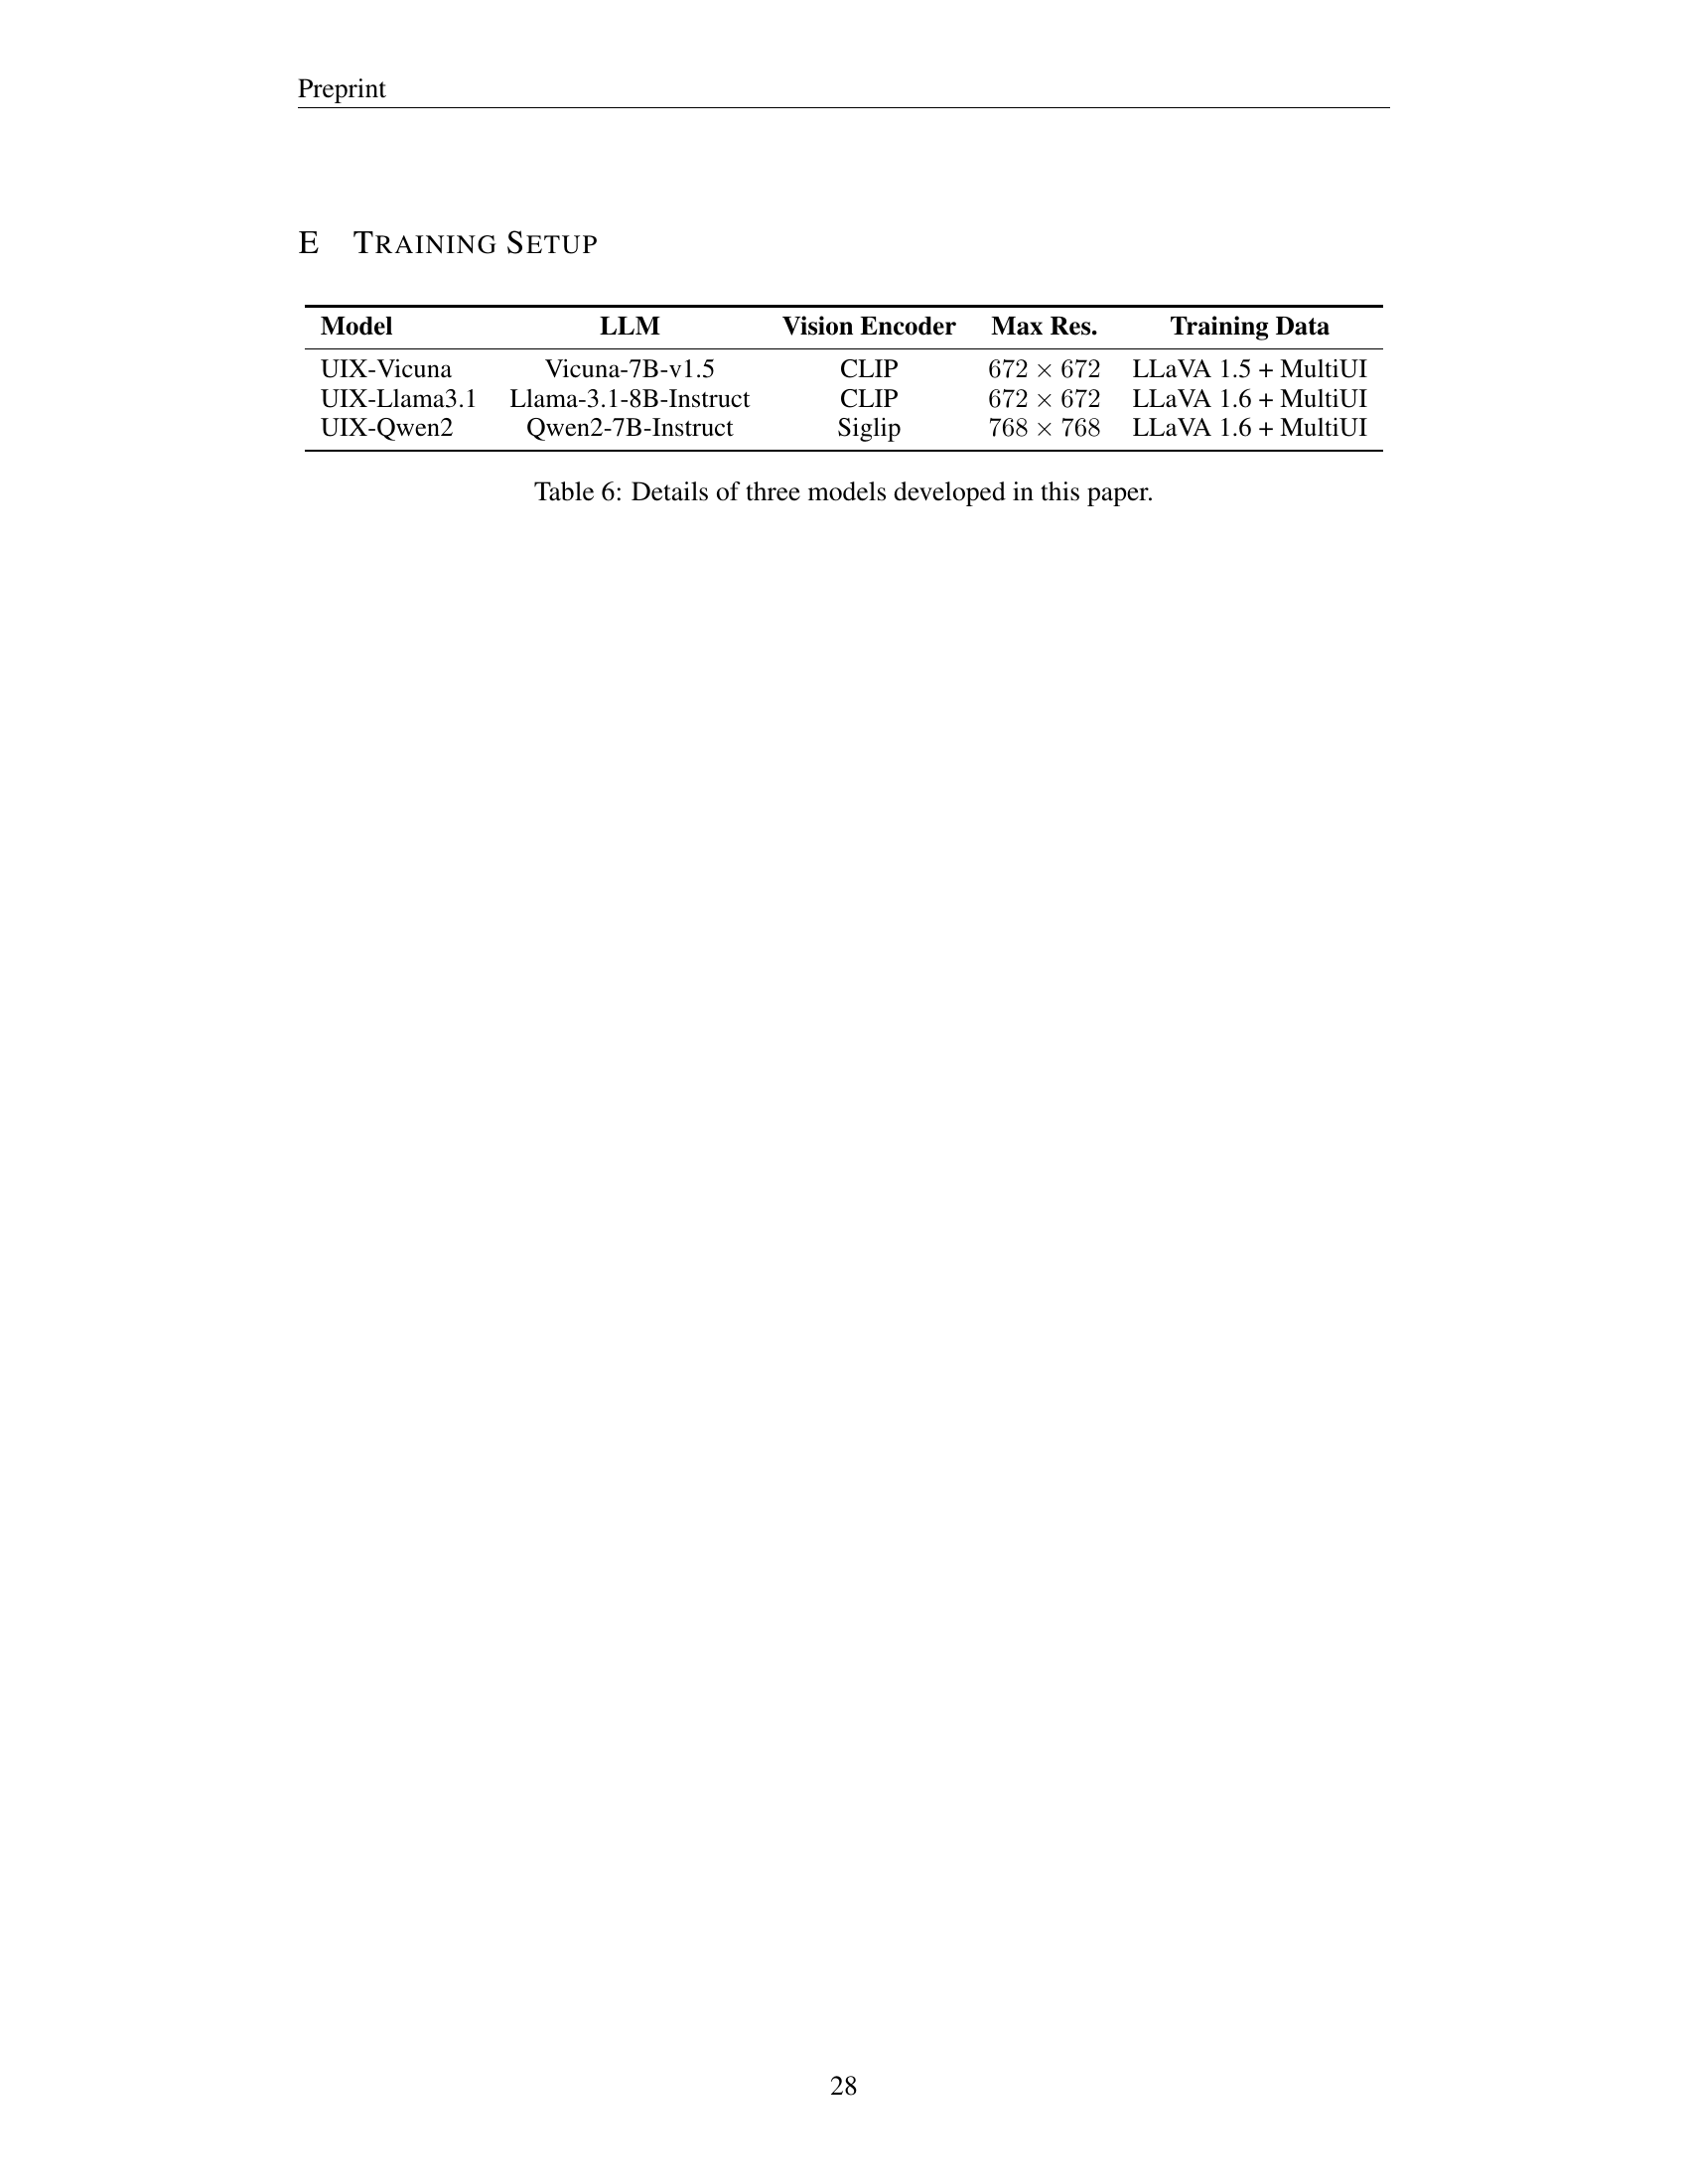 Preprint
E TRAINING SETUP
Model LLM Vision Encoder Max Res. Training Data
UIX-Vicuna Vicuna-7B-v1.5 CLIP 672 × 672 LLaVA 1.5 + MultiUI
UIX-Llama3.1 Llama-3.1-8B-Instruct CLIP 672 × 672 LLaVA 1.6 + MultiUI
UIX-Qwen2 Qwen2-7B-Instruct Siglip 768 × 768 LLaVA 1.6 + MultiUI
Table 6: Details of three models developed in this paper.
28